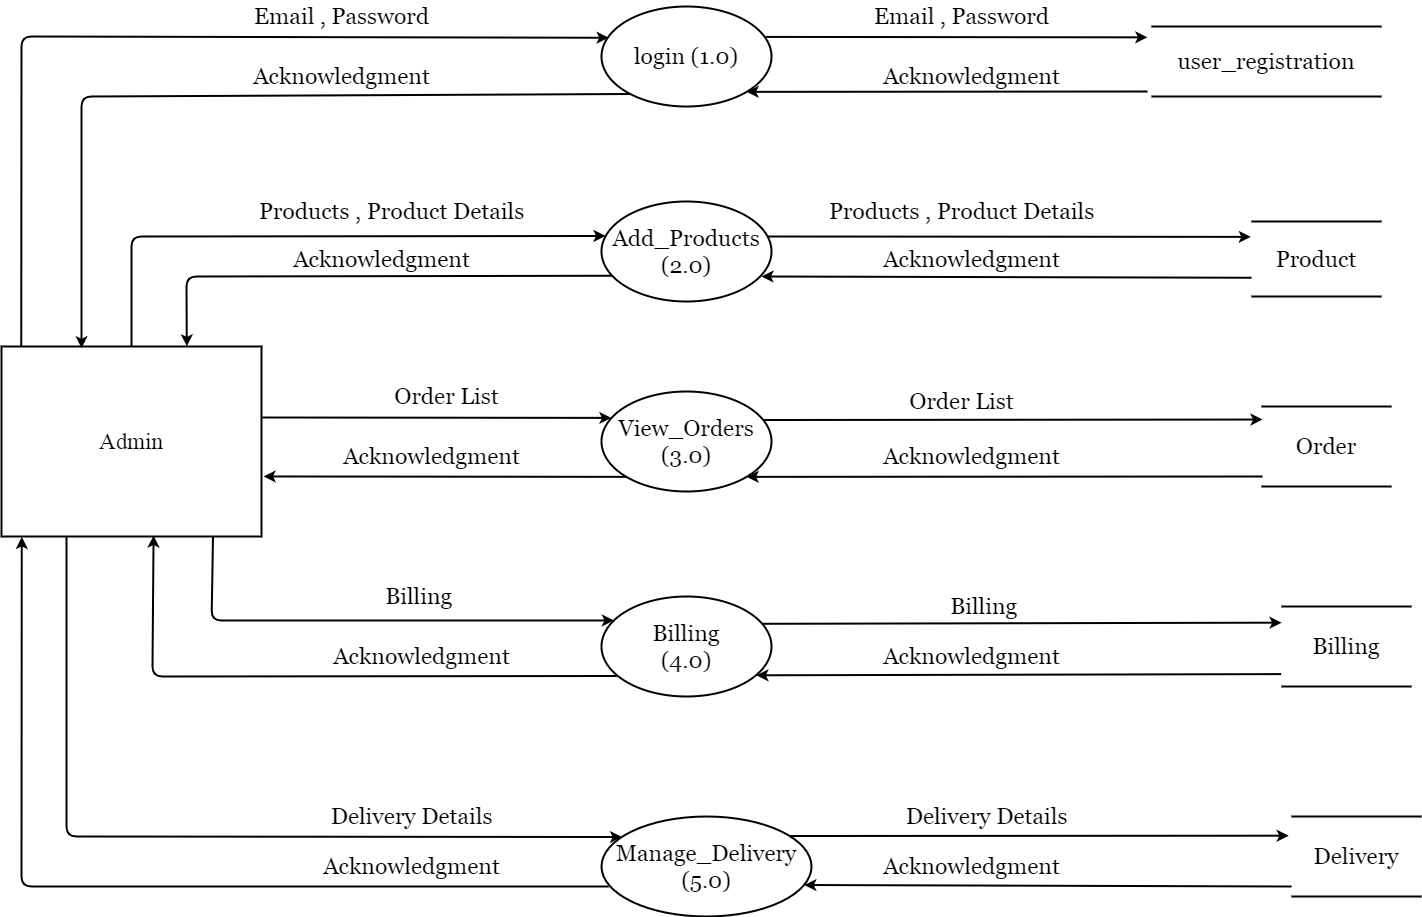 Email , Password
Email , Password
login (1.0)
user_registration
Acknowledgment
Acknowledgment
Products , Product Details
Products , Product Details
Add_Products
(2.0)
Acknowledgment
Acknowledgment
Product
Order List
Order List
Admin
View_Orders
(3.0)
Order
Acknowledgment
Acknowledgment
Billing
Billing
Billing
(4.0)
Billing
Acknowledgment
Acknowledgment
Delivery Details
Delivery Details
Manage_Delivery
(5.0)
Delivery
Acknowledgment
Acknowledgment